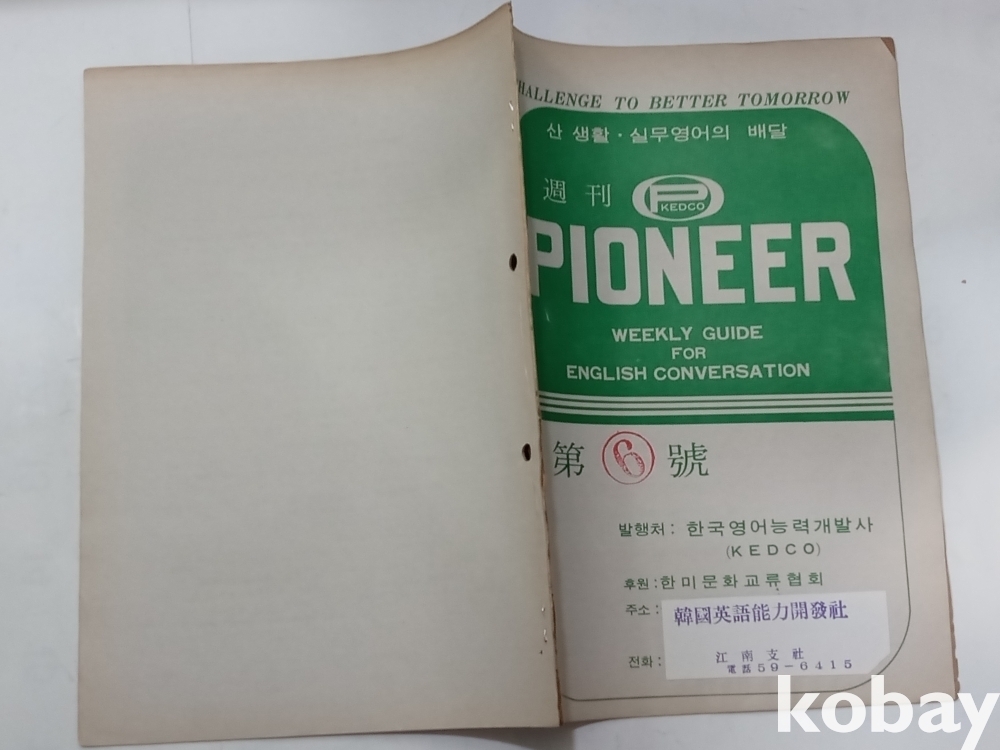 HALLENGE TO BETTER TOMORROW
산 생활 · 실무영어의 배달
週刊 P KEDCO
PIONEER
WEEKLY GUIDE
FOR
ENGLISH CONVERSATION
第 6 號
발행처 : 한국영어능력개발사
(KEDCO)
후원 : 한미문화교류협회
주소 : 韓國英語能力開發社
江南支社
전화 : 電話 59-6415
kobay